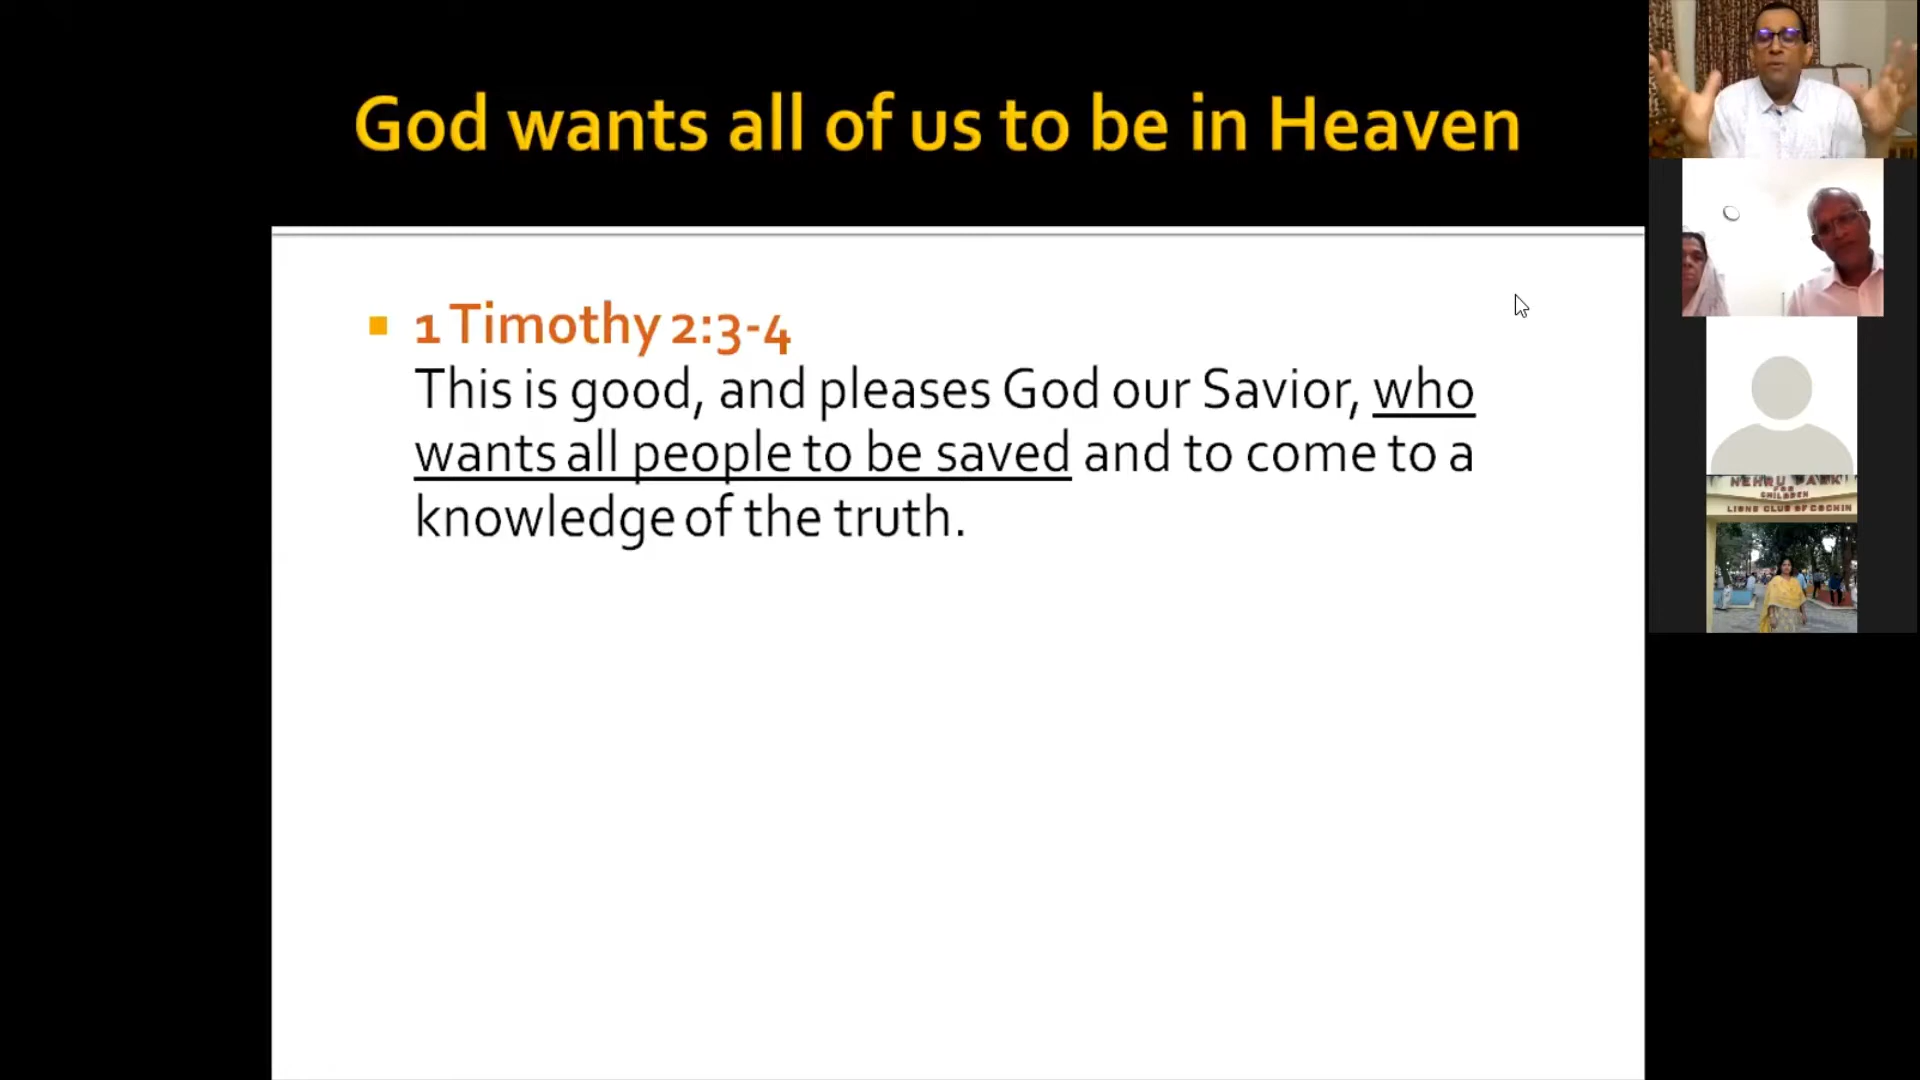 God wants all of us to be in Heaven
1 Timothy 2:3-4
This is good, and pleases God our Savior, who
wants all people to be saved and to come to a
knowledge of the truth.
NEHRU PARK
FOR
CHILDREN
LIONS CLUB OF COCHIN